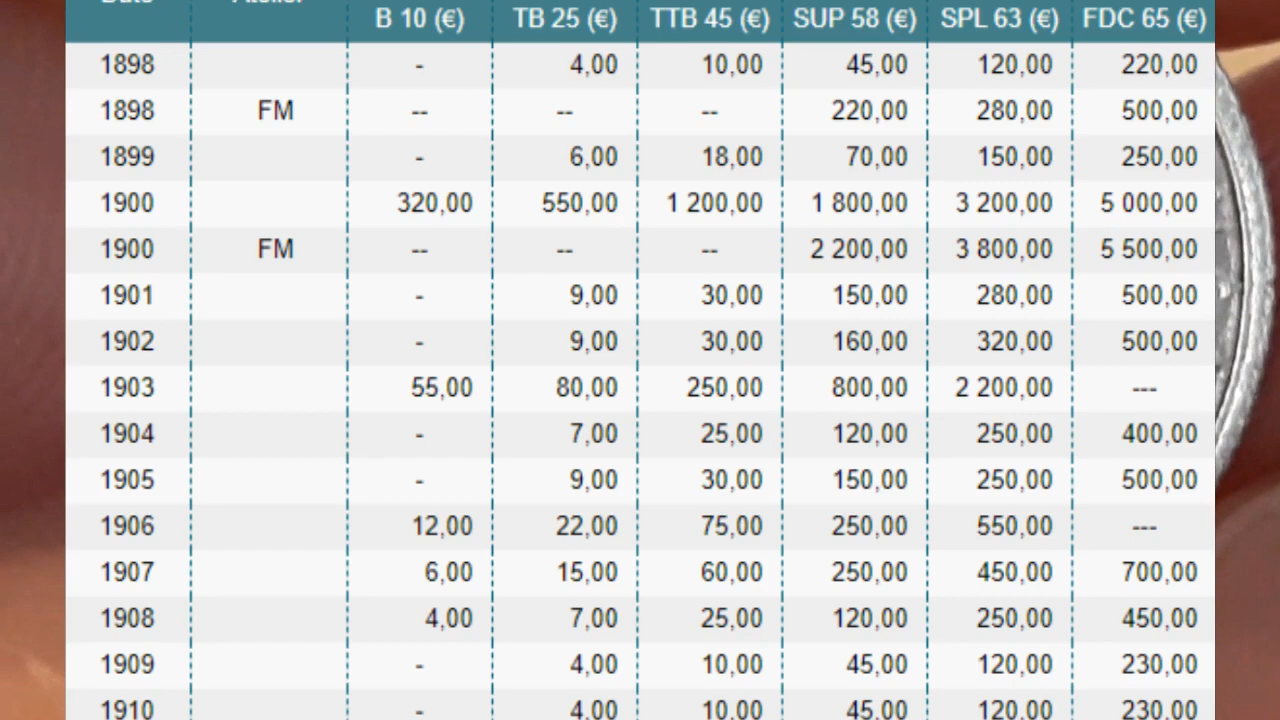 B 10 (€) TB 25 (€) TTB 45 (€) SUP 58 (€) SPL 63 (€) FDC 65 (€)
1898 - 4,00 10,00 45,00 120,00 220,00
1898 FM -- -- -- 220,00 280,00 500,00
1899 - 6,00 18,00 70,00 150,00 250,00
1900 320,00 550,00 1 200,00 1 800,00 3 200,00 5 000,00
1900 FM -- -- -- 2 200,00 3 800,00 5 500,00
1901 - 9,00 30,00 150,00 280,00 500,00
1902 - 9,00 30,00 160,00 320,00 500,00
1903 55,00 80,00 250,00 800,00 2 200,00 ---
1904 - 7,00 25,00 120,00 250,00 400,00
1905 - 9,00 30,00 150,00 250,00 500,00
1906 12,00 22,00 75,00 250,00 550,00 ---
1907 6,00 15,00 60,00 250,00 450,00 700,00
1908 4,00 7,00 25,00 120,00 250,00 450,00
1909 - 4,00 10,00 45,00 120,00 230,00
1910 - 4,00 10,00 45,00 120,00 230,00